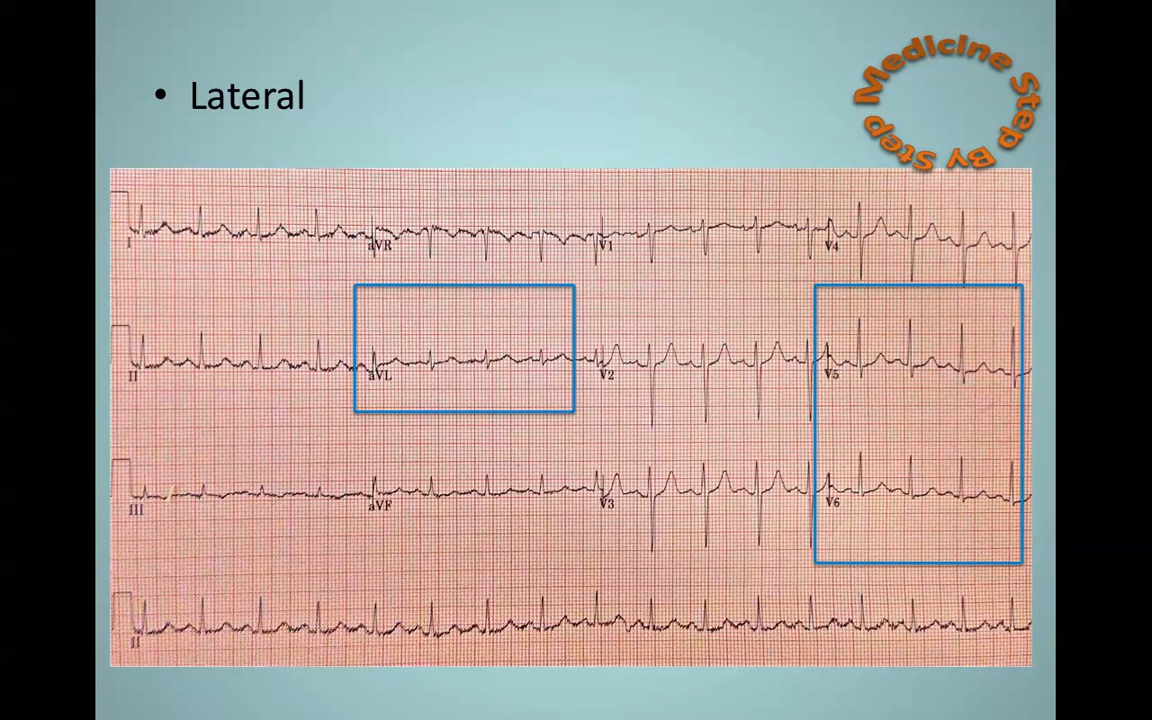 • Lateral
Medicine Step By Step
I aVR V1 V4
II aVL V2 V5
III aVF V3 V6
II